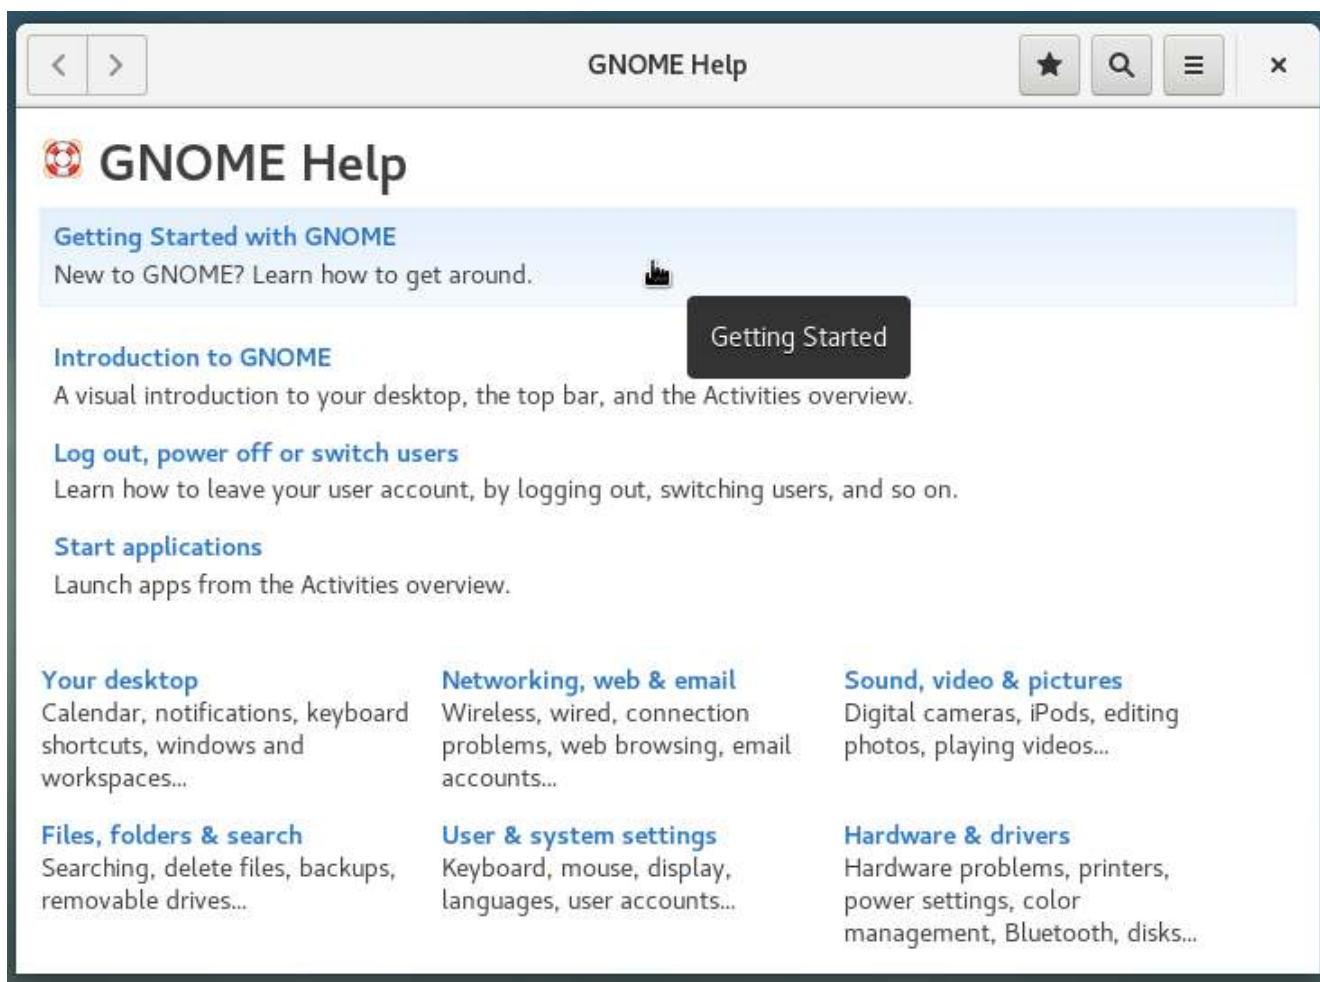 GNOME Help
GNOME Help
Getting Started with GNOME
New to GNOME? Learn how to get around.
Getting Started
Introduction to GNOME
A visual introduction to your desktop, the top bar, and the Activities overview.
Log out, power off or switch users
Learn how to leave your user account, by logging out, switching users, and so on.
Start applications
Launch apps from the Activities overview.
Your desktop
Calendar, notifications, keyboard
shortcuts, windows and
workspaces...
Networking, web & email
Wireless, wired, connection
problems, web browsing, email
accounts...
Sound, video & pictures
Digital cameras, iPods, editing
photos, playing videos...
Files, folders & search
Searching, delete files, backups,
removable drives...
User & system settings
Keyboard, mouse, display,
languages, user accounts...
Hardware & drivers
Hardware problems, printers,
power settings, color
management, Bluetooth, disks...